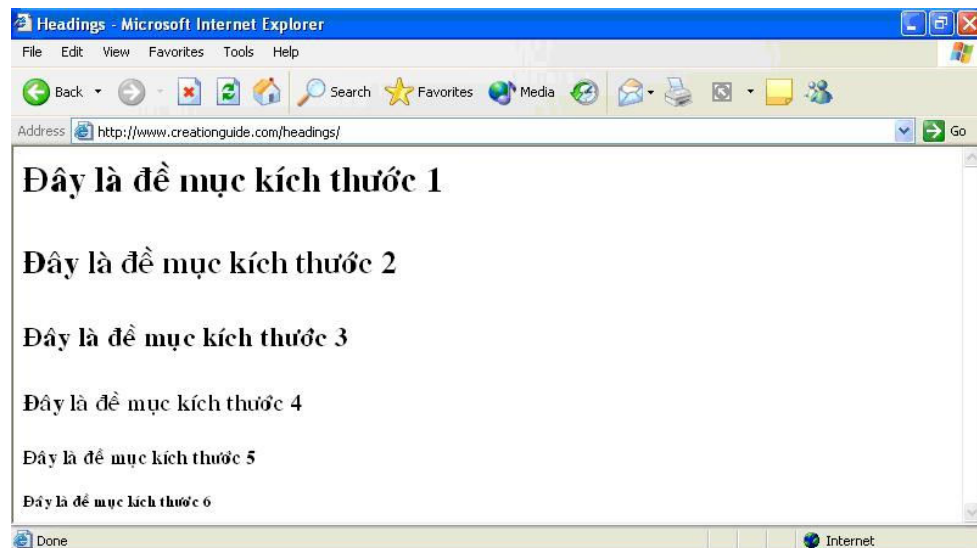 Headings - Microsoft Internet Explorer
File Edit View Favorites Tools Help
Back Search Favorites Media
Address http://www.creationguide.com/headings/ Go
Đây là đề mục kích thước 1
Đây là đề mục kích thước 2
Đây là đề mục kích thước 3
Đây là đề mục kích thước 4
Đây là đề mục kích thước 5
Đây là đề mục kích thước 6
Done Internet